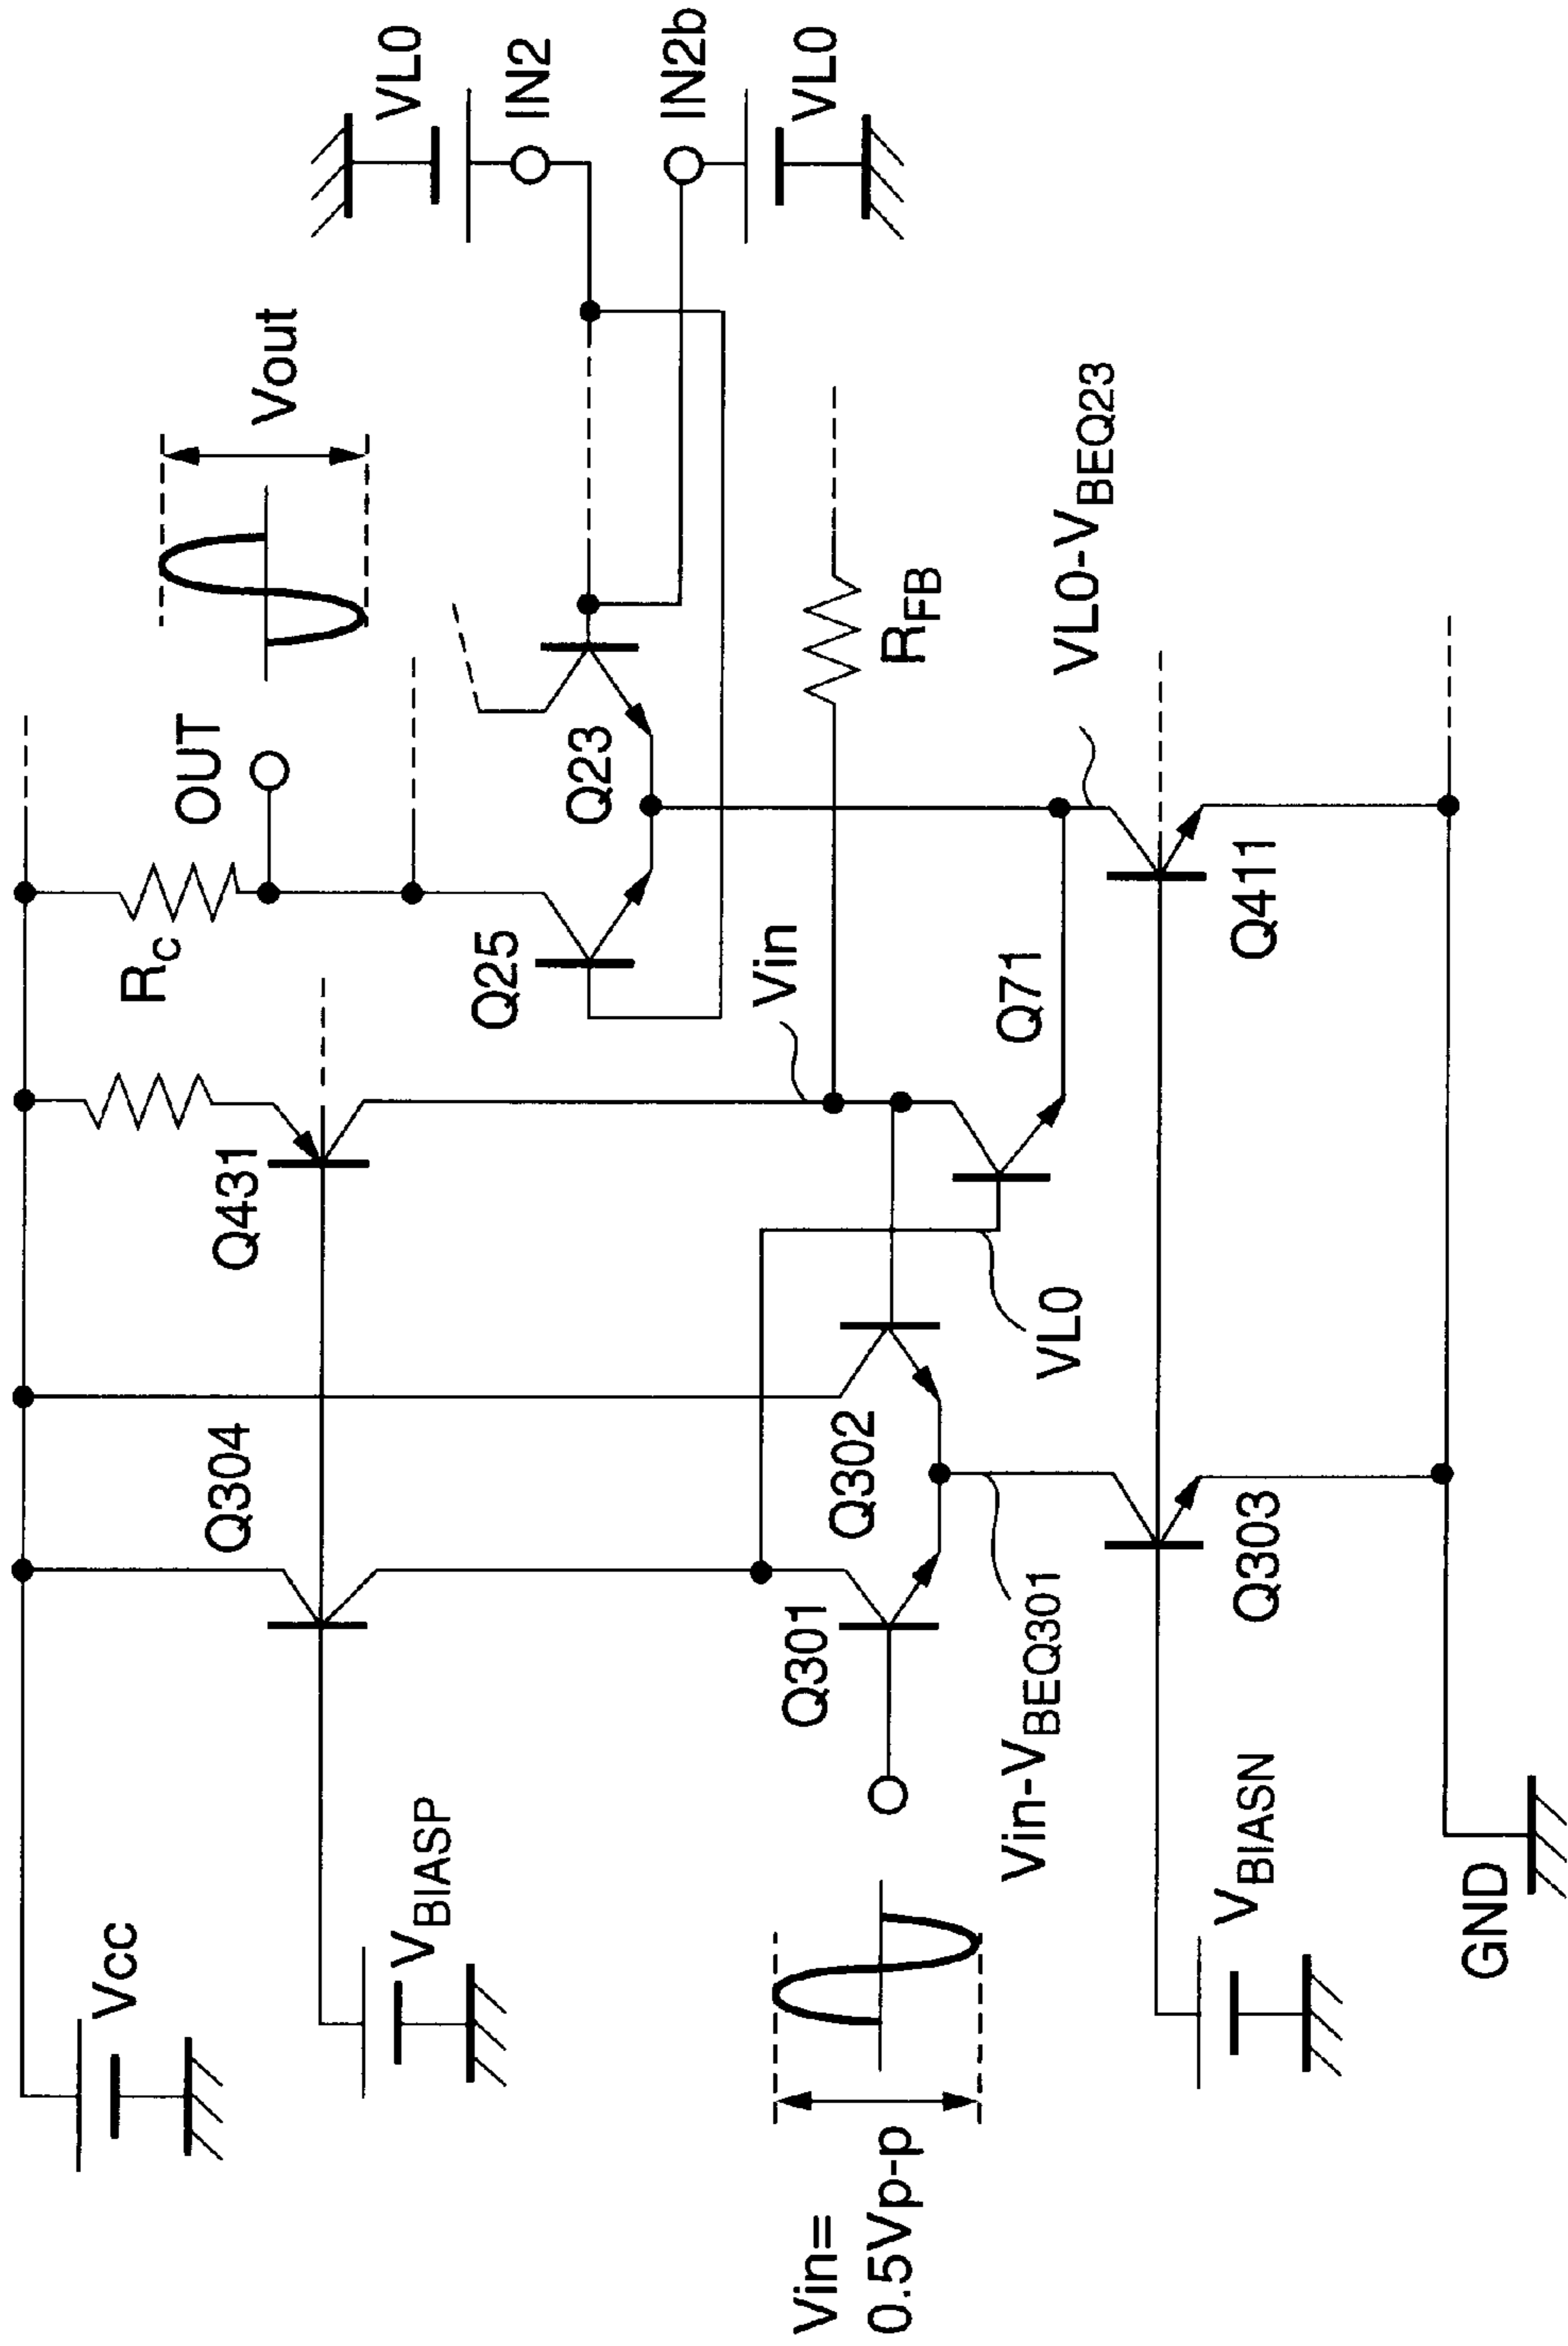 Vcc
VBIASP
Vin=
0.5Vp-p
VBIASN
GND
Q304
Q301
Q302
Vin-VBEQ301
Q303
Q431
VL0
Q71
Vin
RC
OUT
Vout
Q25
Q23
RFB
VL0-VBEQ23
Q411
VL0
IN2
IN2b
VL0